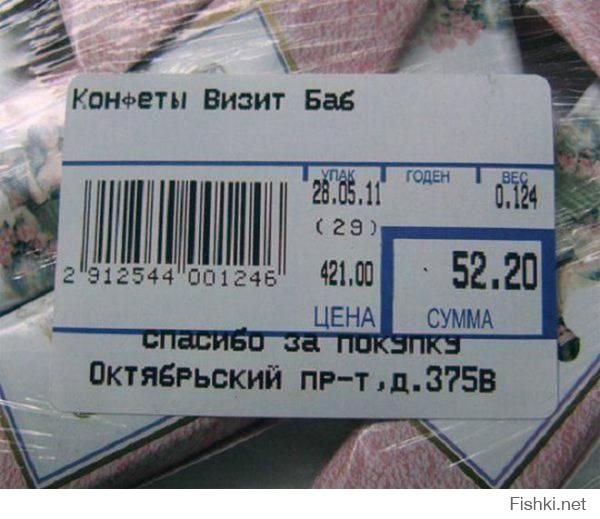 Конфеты Визит Баб
УПАК ГОДЕН ВЕС
28.05.11 0.124
(29)
421.00 52.20
2 912544 001246
ЦЕНА СУММА
спасибо за покупку
Октябрьский пр-т,д.375В
Fishki.net